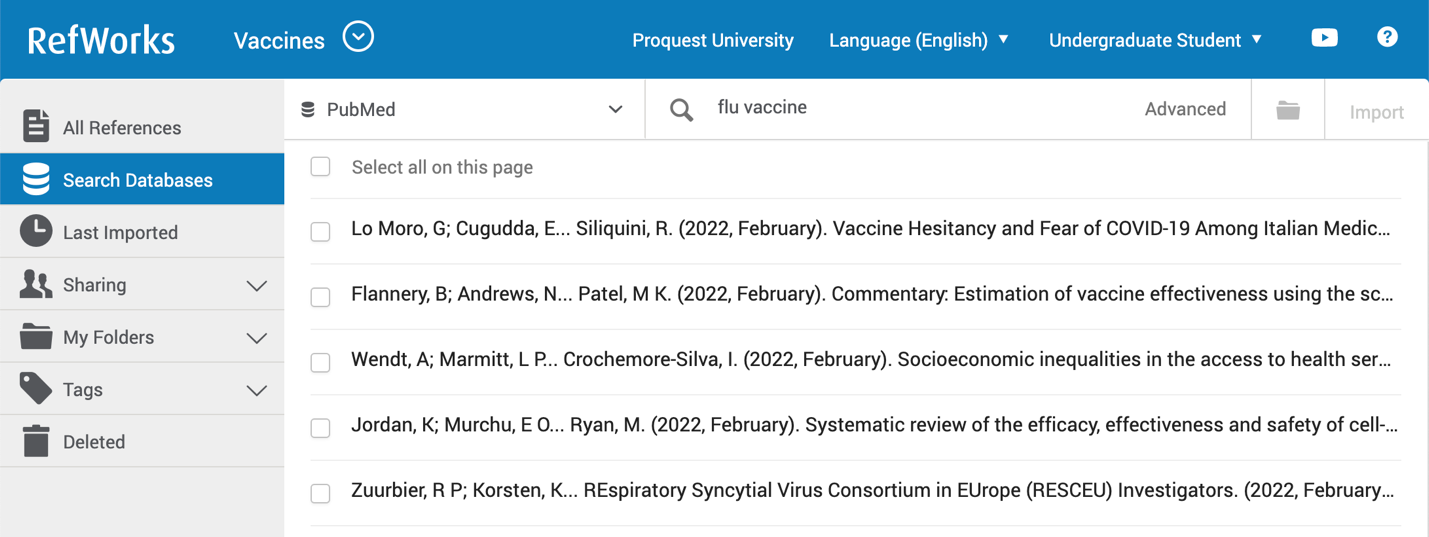 RefWorks
Vaccines
Proquest University
Language (English)
Undergraduate Student
?
All References
Search Databases
Last Imported
Sharing
My Folders
Tags
Deleted
PubMed
flu vaccine
Advanced
Import
Select all on this page
Lo Moro, G; Cugudda, E... Siliquini, R. (2022, February). Vaccine Hesitancy and Fear of COVID-19 Among Italian Medic...
Flannery, B; Andrews, N... Patel, M K. (2022, February). Commentary: Estimation of vaccine effectiveness using the sc...
Wendt, A; Marmitt, L P... Crochemore-Silva, I. (2022, February). Socioeconomic inequalities in the access to health ser...
Jordan, K; Murchu, E O... Ryan, M. (2022, February). Systematic review of the efficacy, effectiveness and safety of cell-...
Zuurbier, R P; Korsten, K... REspiratory Syncytial Virus Consortium in EUrope (RESCEU) Investigators. (2022, February...